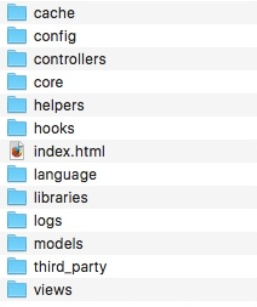 cache
config
controllers
core
helpers
hooks
index.html
language
libraries
logs
models
third_party
views